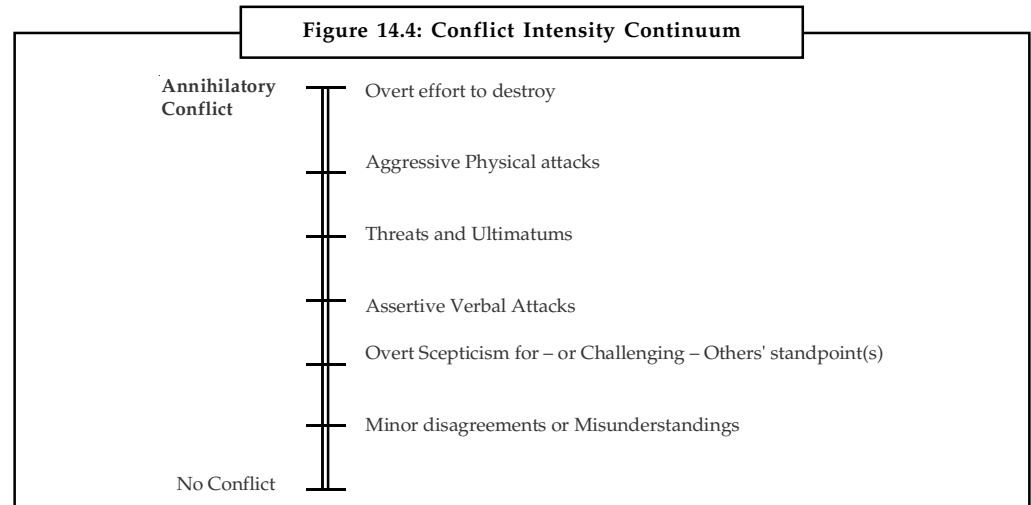 Figure 14.4: Conflict Intensity Continuum
Annihilatory
Conflict
Overt effort to destroy
Aggressive Physical attacks
Threats and Ultimatums
Assertive Verbal Attacks
Overt Scepticism for – or Challenging – Others' standpoint(s)
Minor disagreements or Misunderstandings
No Conflict